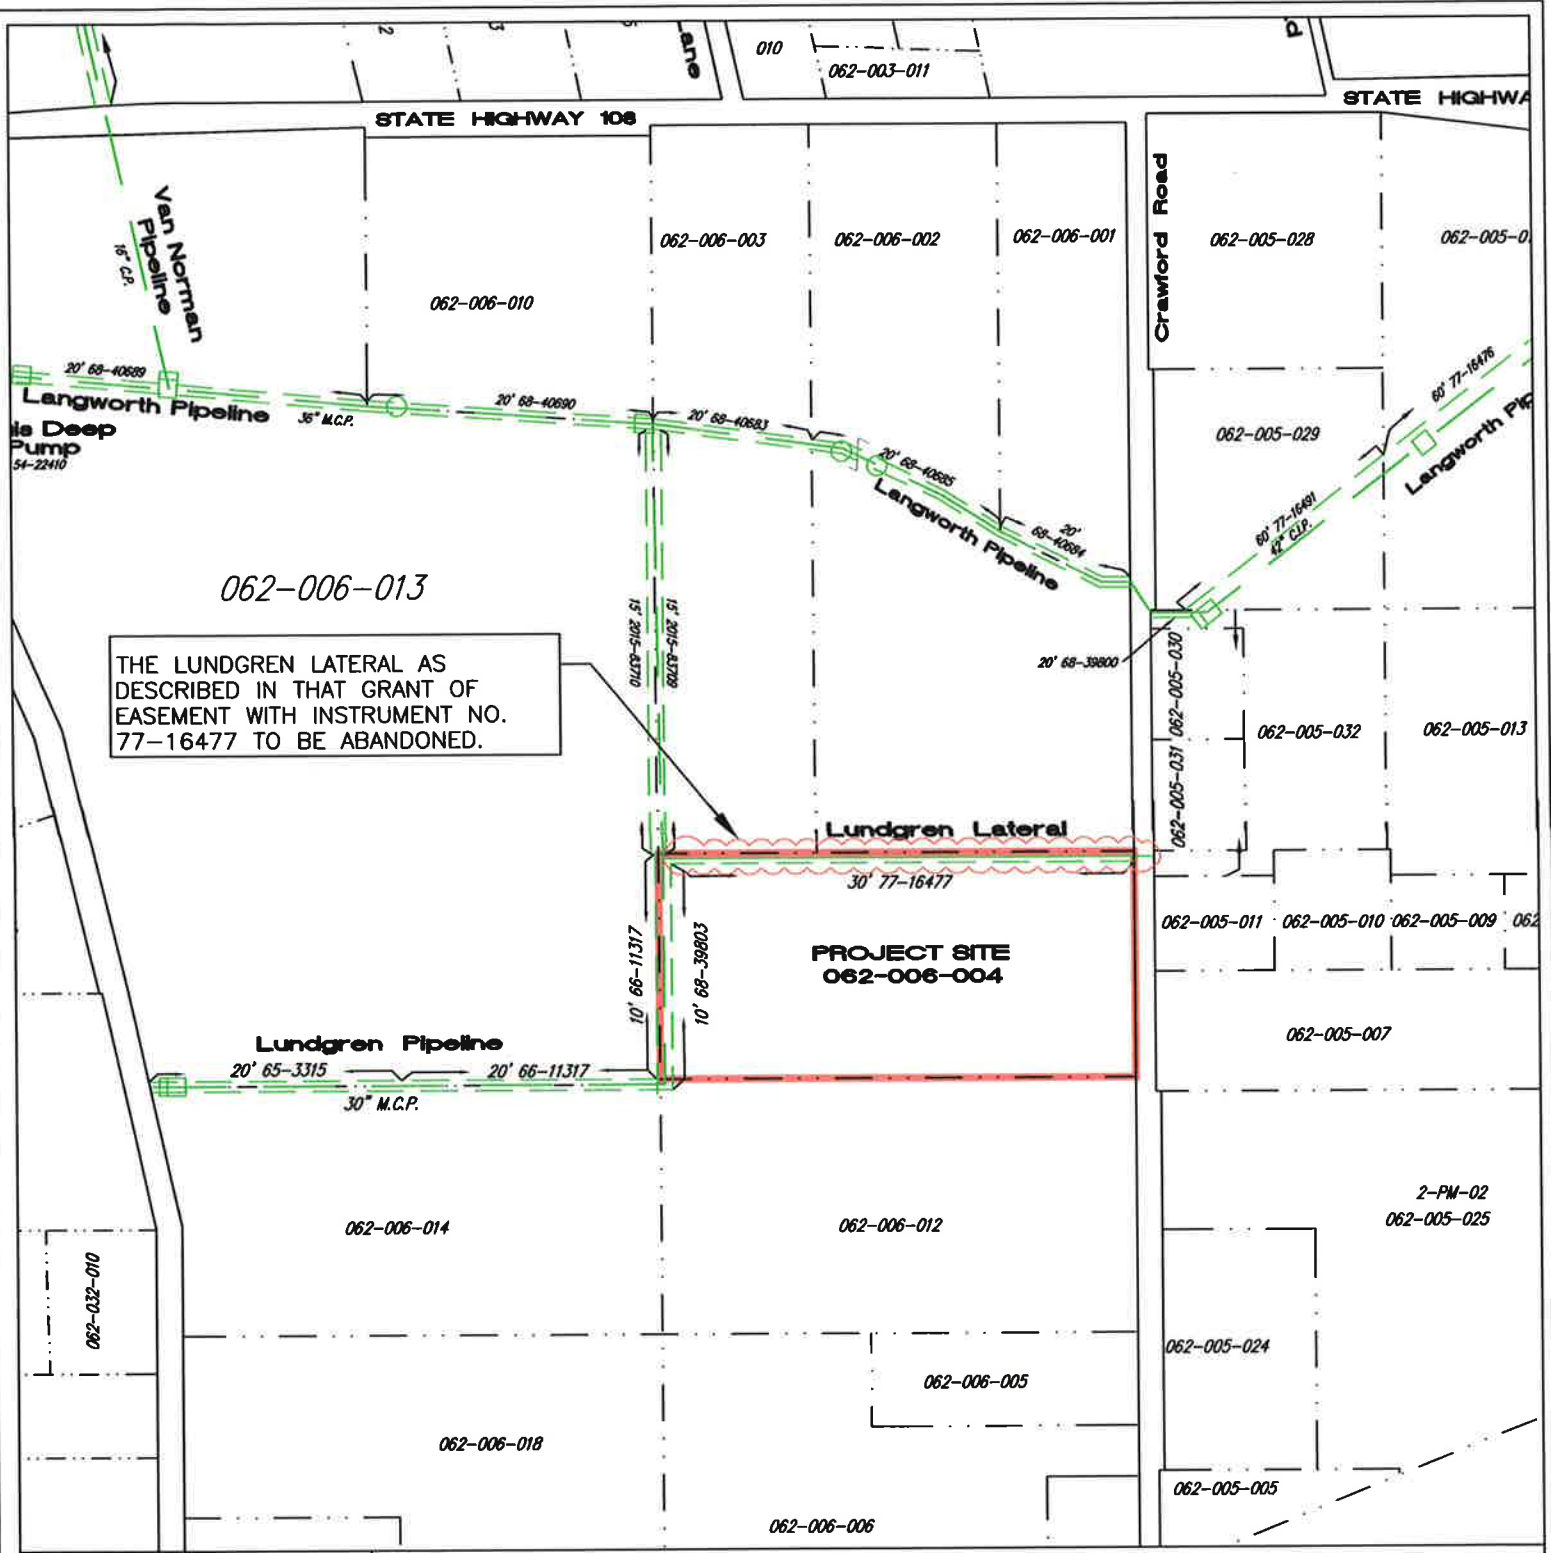 010
062-003-011
ane
STATE HIGHWAY 108
STATE HIGHWA
Van Norman
Pipeline
16" C.P.
062-006-010
062-006-003
062-006-002
062-006-001
Crawford Road
062-005-028
062-005-0
20' 68-40689
Langworth Pipeline
36" M.C.P.
is Deep
Pump
54-22410
20' 68-40690
20' 68-40683
20' 68-40685
Langworth Pipeline
20'
68-40684
062-005-029
60' 77-16476
Langworth Pip
60' 77-16491
42" C.I.P.
062-006-013
15' 2015-83710
15' 2015-83709
20' 68-39800
062-005-030
062-005-031
062-005-032
062-005-013
THE LUNDGREN LATERAL AS
DESCRIBED IN THAT GRANT OF
EASEMENT WITH INSTRUMENT NO.
77-16477 TO BE ABANDONED.
Lundgren Lateral
30' 77-16477
10' 66-11317
10' 68-39803
PROJECT SITE
062-006-004
062-005-011
062-005-010
062-005-009
062
062-005-007
Lundgren Pipeline
20' 65-3315
20' 66-11317
30" M.C.P.
062-006-014
062-006-012
2-PM-02
062-005-025
062-032-010
062-005-024
062-006-005
062-006-018
062-005-005
062-006-006